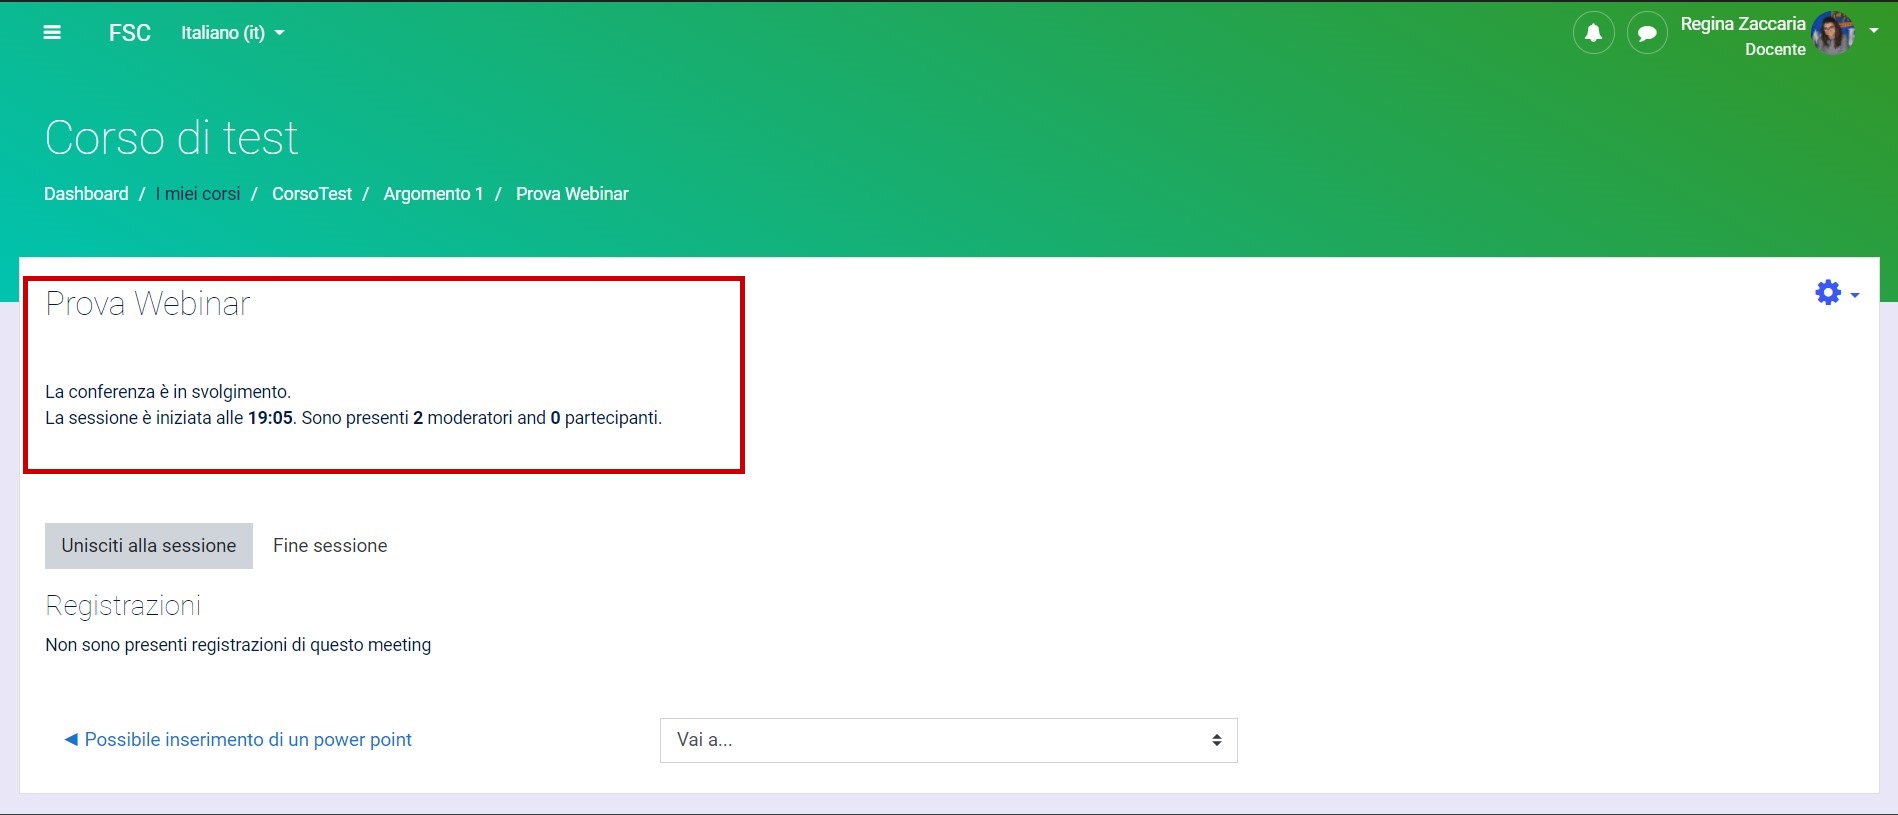 FSC Italiano (it)
Regina Zaccaria
Docente
Corso di test
Dashboard / I miei corsi / CorsoTest / Argomento 1 / Prova Webinar
Prova Webinar
La conferenza è in svolgimento.
La sessione è iniziata alle 19:05. Sono presenti 2 moderatori and 0 partecipanti.
Unisciti alla sessione Fine sessione
Registrazioni
Non sono presenti registrazioni di questo meeting
◀ Possibile inserimento di un power point Vai a...